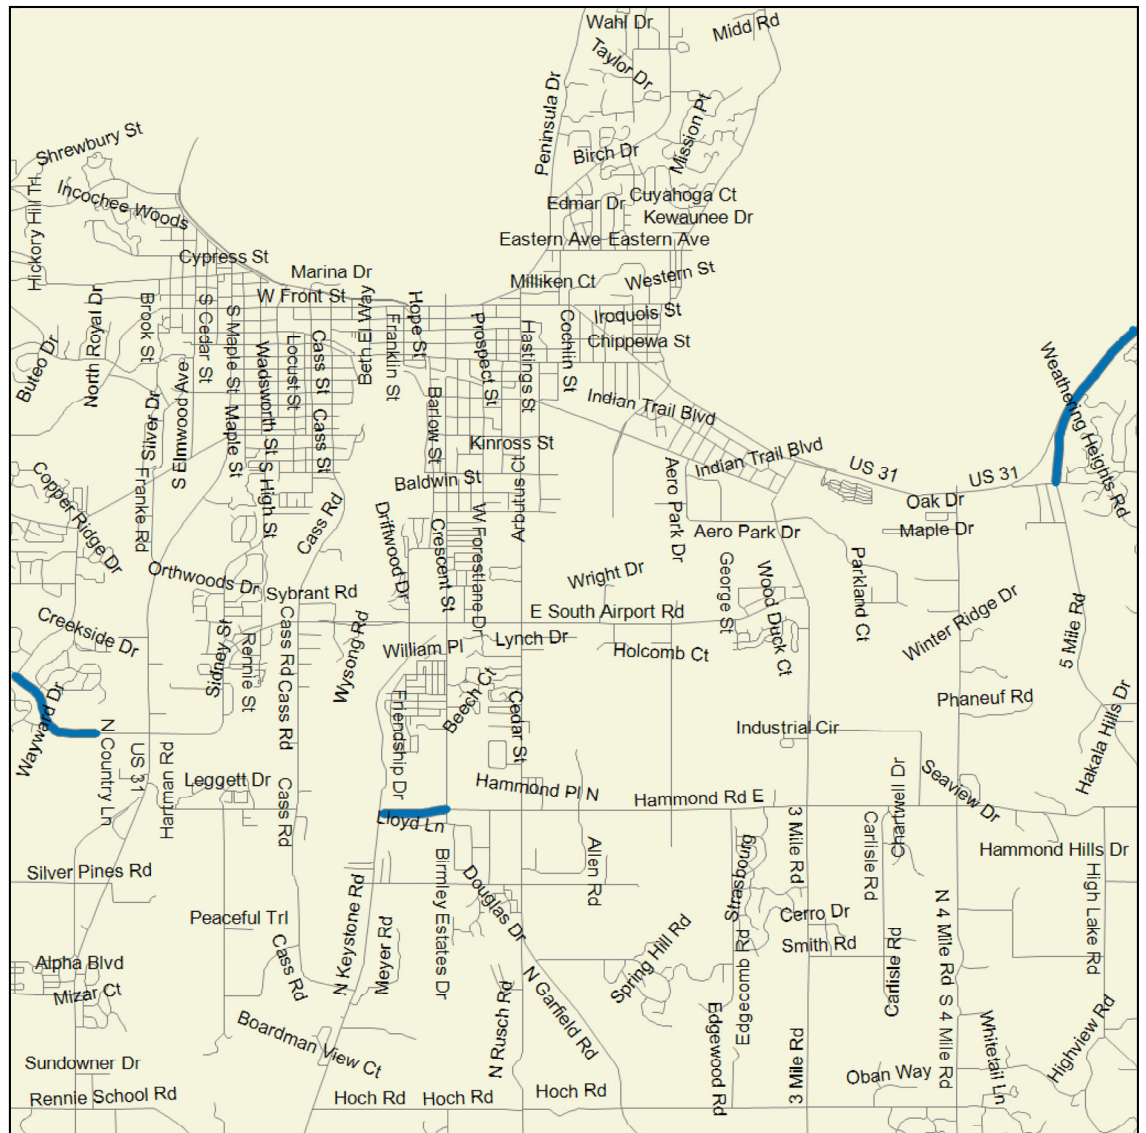 Wahl Dr
Midd Rd
Taylor Dr
Peninsula Dr
Mission Pt
Shrewbury St
Birch Dr
Hickory Hill Trl
Incochee Woods
Edmar Dr
Cuyahoga Ct
Kewaunee Dr
Eastern Ave
Eastern Ave
Cypress St
Marina Dr
Milliken Ct
Western St
W Front St
North Royal Dr
Brook St
S Cedar St
S Maple St
Beth El Way
Hope St
Franklin St
Prospect St
Hastings St
Cochlin St
Iroquois St
Chippewa St
Buteo Dr
Locust St
Cass St
Wadsworth St
Weathering Heights Rd
S Elmwood Ave
Silver Dr
Maple St
Cass St
Barlow St
Indian Trail Blvd
Kinross St
Indian Trail Blvd
US 31
US 31
Copper Ridge Dr
Franke Rd
S High St
Cass Rd
Baldwin St
Arbutus Ct
Aero Park Dr
Oak Dr
Maple Dr
Aero Park Dr
Driftwood Dr
Crescent St
W Forestlane Dr
Orthwoods Dr
Sybrant Rd
Wright Dr
George St
Wood Duck Ct
Parkland Ct
Winter Ridge Dr
5 Mile Rd
Creekside Dr
Sidney St
Rennie St
Cass Rd
Wysong Rd
E South Airport Rd
William Pl
Lynch Dr
Holcomb Ct
Wayward Dr
Cass Rd
Friendship Dr
Beech Ct
Cedar St
Phaneuf Rd
Industrial Cir
Hakala Hills Dr
N Country Ln
US 31
Hartman Rd
Leggett Dr
Cass Rd
Hammond Pl N
Hammond Rd E
Seaview Dr
Lloyd Ln
3 Mile Rd
Chartwell Dr
Carlisle Rd
Hammond Hills Dr
Silver Pines Rd
Birmley Estates Dr
Douglas Dr
Allen Rd
Strasbourg
High Lake Rd
Peaceful Trl
N Keystone Rd
Meyer Rd
Cerro Dr
Smith Rd
N 4 Mile Rd
Alpha Blvd
Mizar Ct
Cass Rd
Spring Hill Rd
Edgecomb Rd
Carlisle Rd
N Rusch Rd
N Garfield Rd
Edgewood Rd
S 4 Mile Rd
Whitetail Ln
Highview Rd
Boardman View Ct
3 Mile Rd
Sundowner Dr
Oban Way
Rennie School Rd
Hoch Rd
Hoch Rd
Hoch Rd